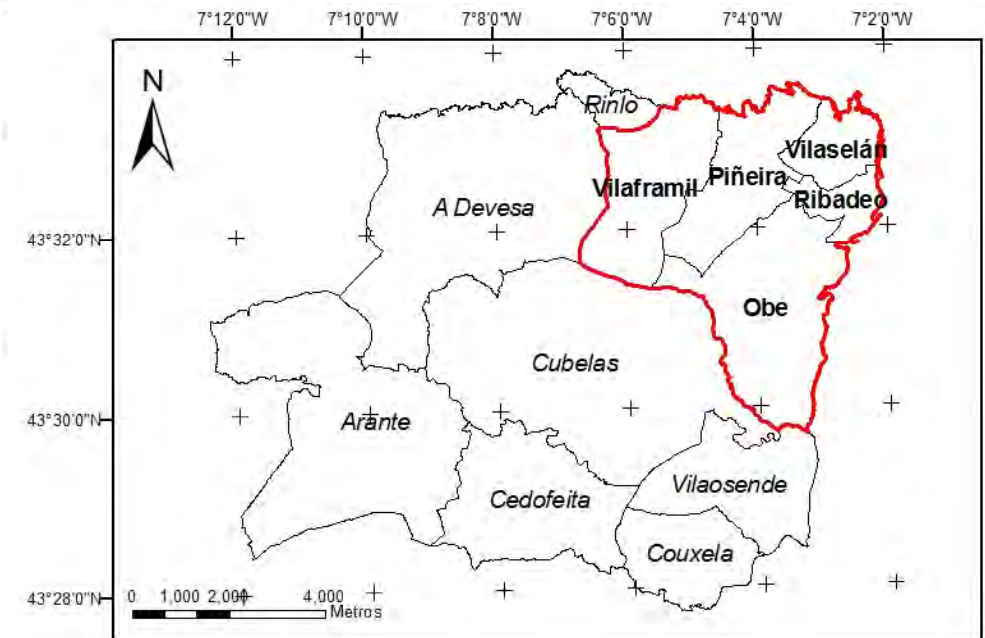 7°12'0"W 7°10'0"W 7°8'0"W 7°6'0"W 7°4'0"W 7°2'0"W
N
Rinlo
Vilaselán
Piñeira
Vilaframil
Ribadeo
A Devesa
43°32'0"N
Obe
Cubelas
43°30'0"N
Arante
Vilaosende
Cedofeita
Couxela
43°28'0"N
0 1,000 2,000 4,000
Metros